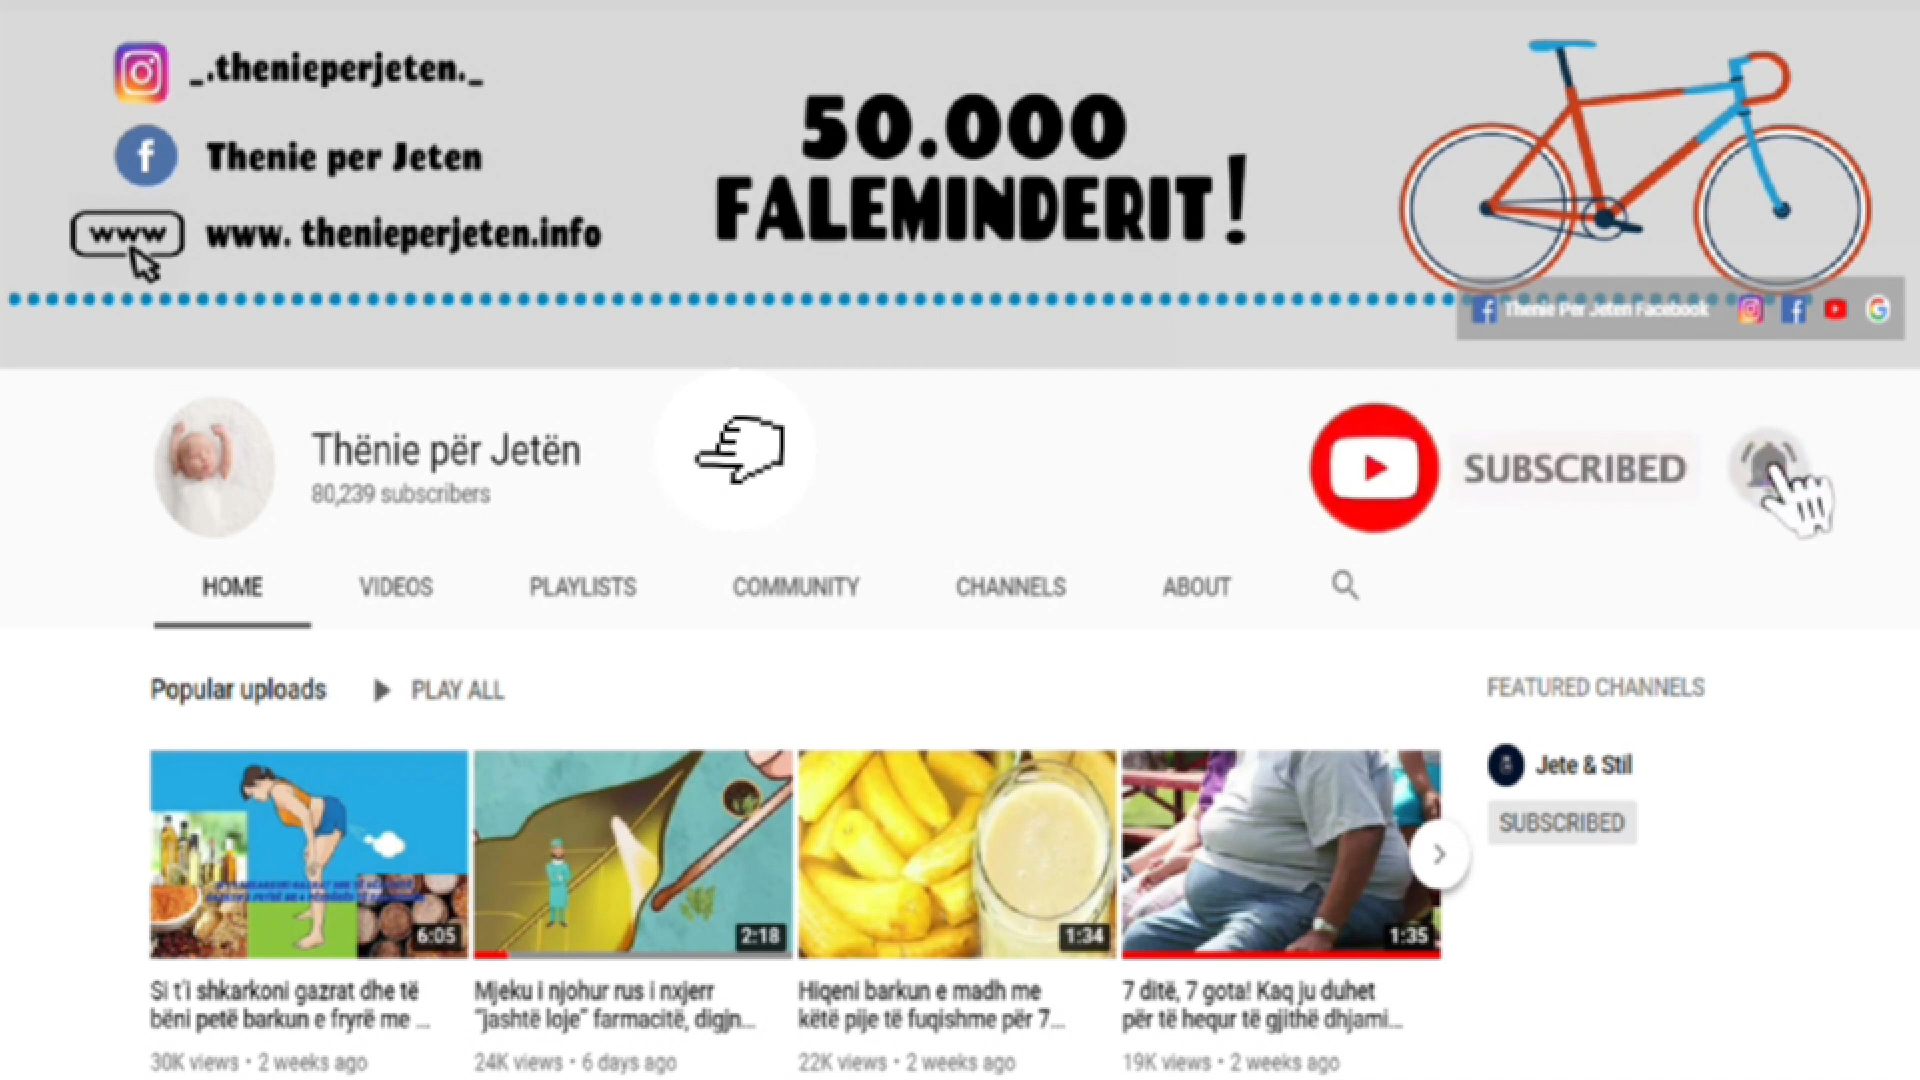 _.thenieperjeten._
Thenie per Jeten
www
www. thenieperjeten.info
50.000
FALEMINDERIT!
Thenie Per Jeten Facebook
Thënie për Jetën
80,239 subscribers
SUBSCRIBED
HOME
VIDEOS
PLAYLISTS
COMMUNITY
CHANNELS
ABOUT
Popular uploads
PLAY ALL
FEATURED CHANNELS
Jete & Stil
SUBSCRIBED
6:05
2:18
1:34
1:35
Si t'i shkarkoni gazrat dhe të
bëni petë barkun e fryrë me ...
30K views • 2 weeks ago
Mjeku i njohur rus i nxjerr
"jashtë loje" farmacitë, digjn...
24K views • 6 days ago
Hiqeni barkun e madh me
këtë pije të fuqishme për 7...
22K views • 2 weeks ago
7 ditë, 7 gota! Kaq ju duhet
për të hequr të gjithë dhjami...
19K views • 2 weeks ago